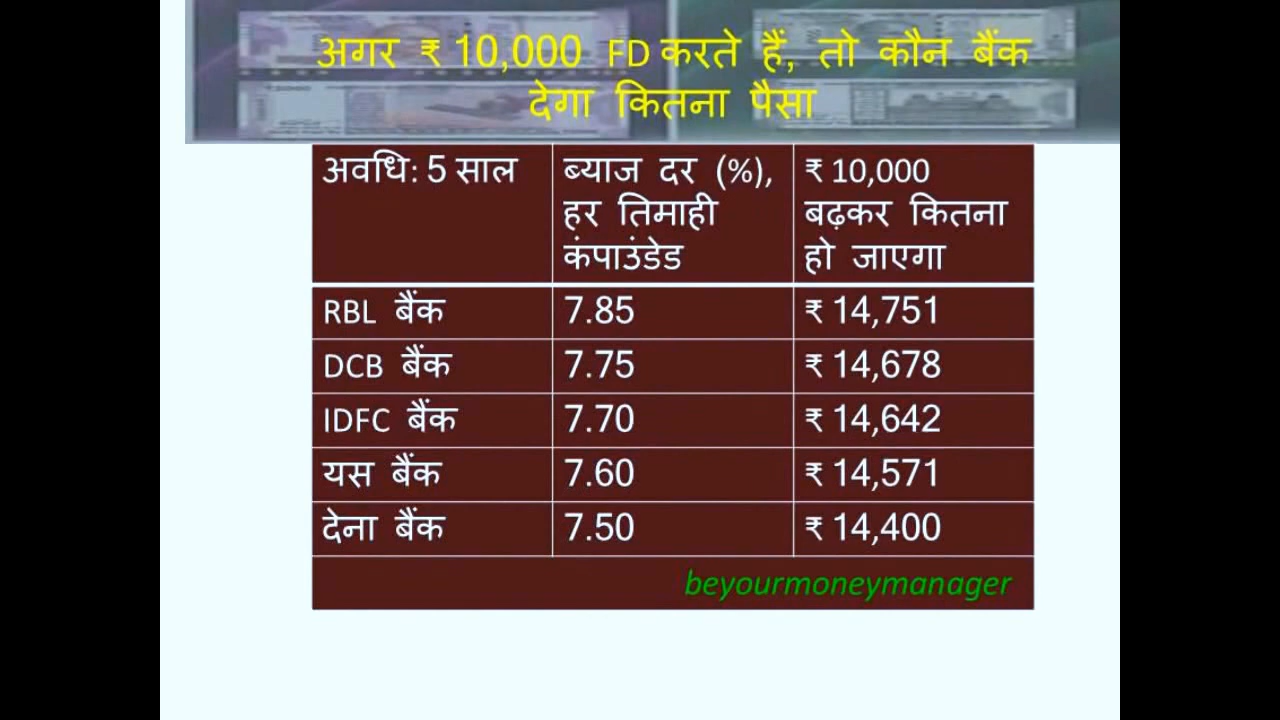 अगर ₹ 10,000 FD करते हैं, तो कौन बैंक
देगा कितना पैसा
अवधि: 5 साल
ब्याज दर (%),
हर तिमाही
कंपाउंडेड
₹ 10,000
बढ़कर कितना
हो जाएगा
RBL बैंक 7.85 ₹ 14,751
DCB बैंक 7.75 ₹ 14,678
IDFC बैंक 7.70 ₹ 14,642
यस बैंक 7.60 ₹ 14,571
देना बैंक 7.50 ₹ 14,400
beyourmoneymanager